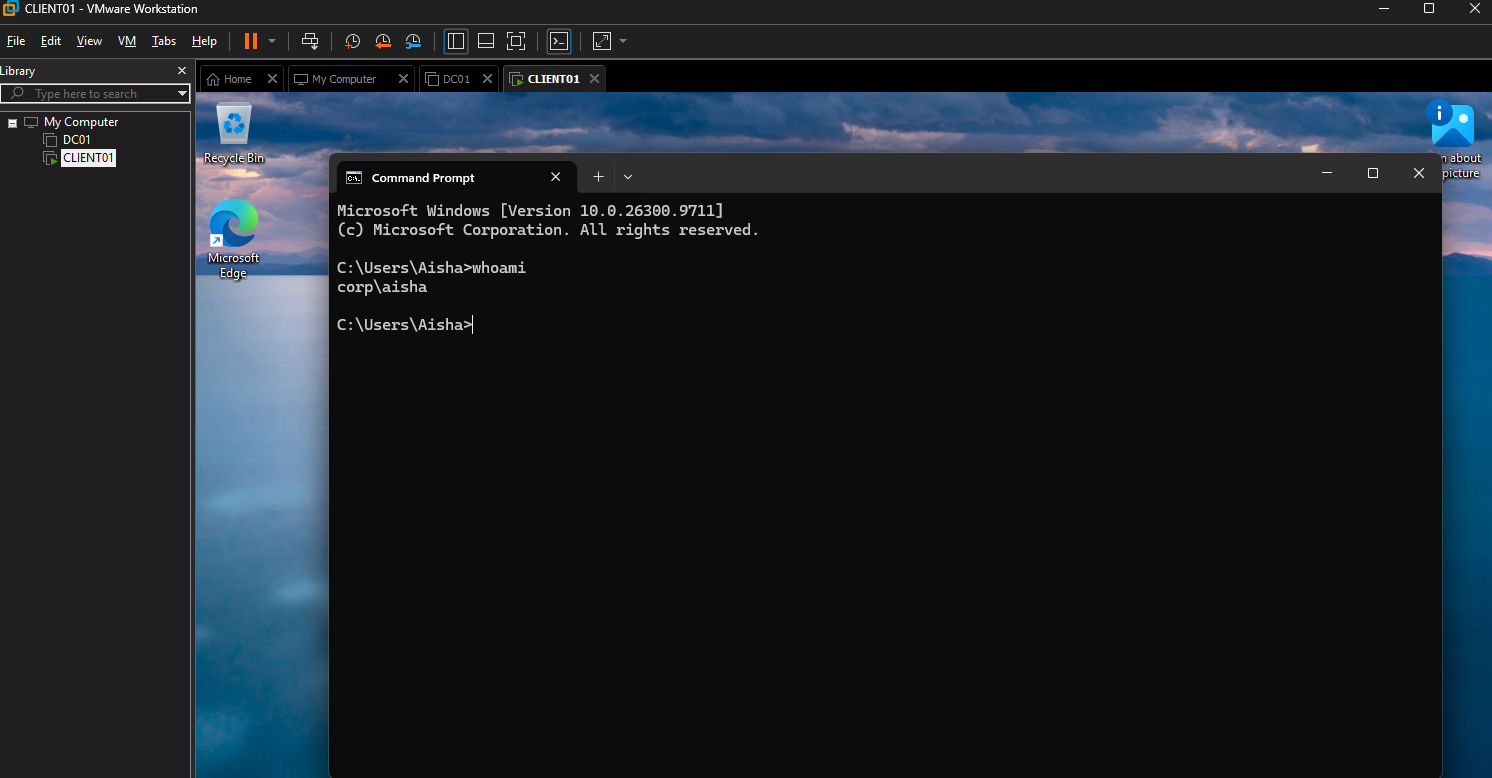 CLIENT01 - VMware Workstation
File Edit View VM Tabs Help
Library
Type here to search
My Computer
DC01
CLIENT01
Home
My Computer
DC01
CLIENT01
Recycle Bin
Microsoft
Edge
n about
picture
Command Prompt
Microsoft Windows [Version 10.0.26300.9711]
(c) Microsoft Corporation. All rights reserved.
C:\Users\Aisha>whoami
corp\aisha
C:\Users\Aisha>